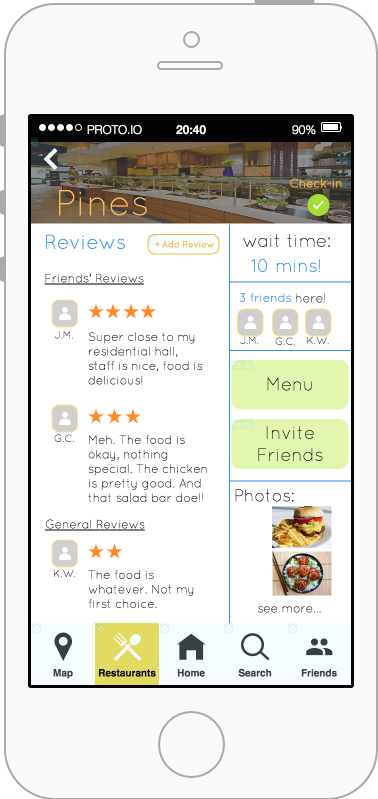 PROTO.IO 20:40 90%
Check-in
Pines
Reviews
+ Add Review
Friends' Reviews
J.M.
Super close to my
residential hall,
staff is nice, food is
delicious!
G.C.
Meh. The food is
okay, nothing
special. The chicken
is pretty good. And
that salad bar doe!!
General Reviews
K.W.
The food is
whatever. Not my
first choice.
wait time:
10 mins!
3 friends here!
J.M. G.C. K.W.
Menu
Invite
Friends
Photos:
see more...
Map Restaurants Home Search Friends